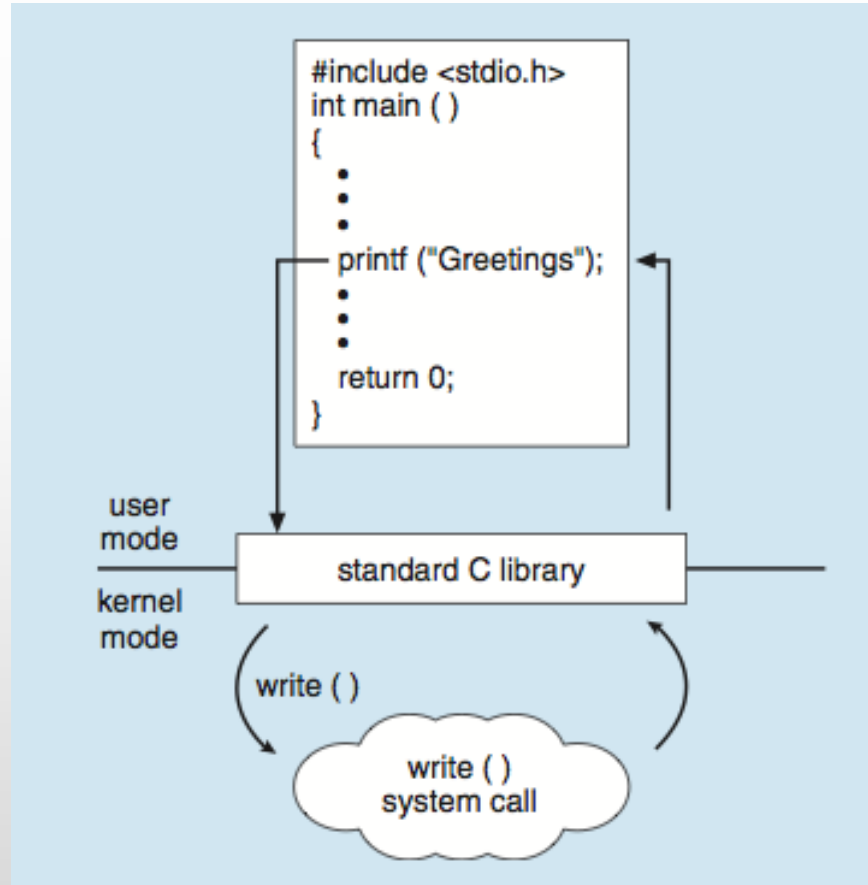 #include <stdio.h>
int main ( )
{
•
•
•
printf ("Greetings");
•
•
•
return 0;
}
user
mode
standard C library
kernel
mode
write ( )
write ( )
system call